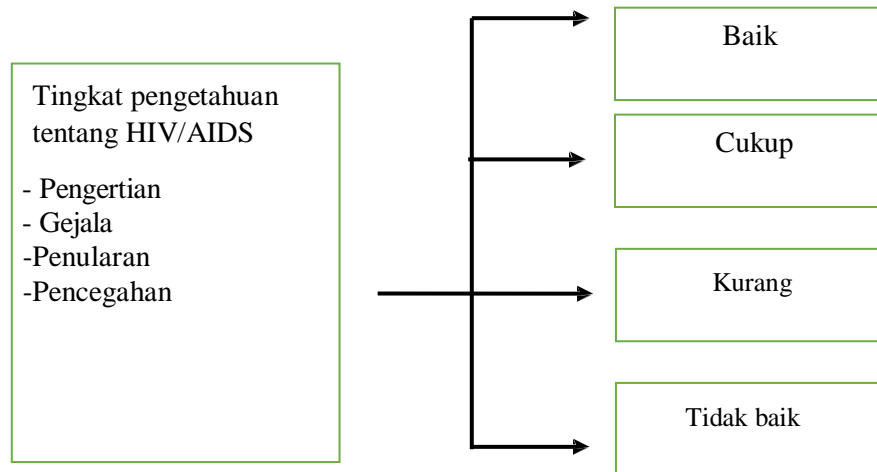 Tingkat pengetahuan
tentang HIV/AIDS
- Pengertian
- Gejala
-Penularan
-Pencegahan
Baik
Cukup
Kurang
Tidak baik